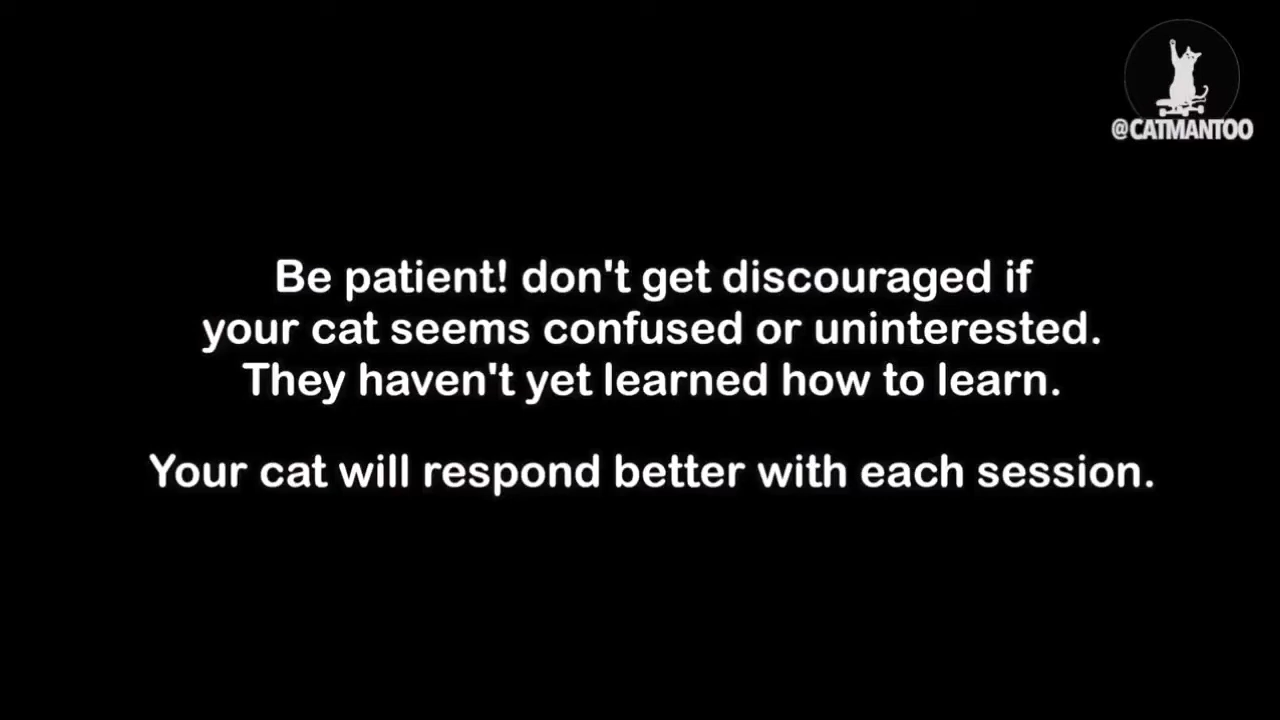 @CATMANTOO
Be patient! don't get discouraged if
your cat seems confused or uninterested.
They haven't yet learned how to learn.
Your cat will respond better with each session.